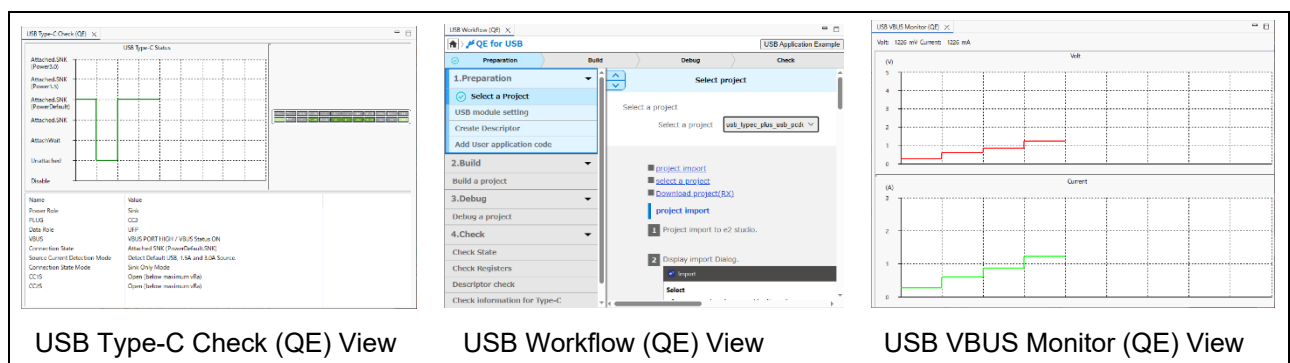 USB Type-C Check (QE)
USB Type-C Status
Attached.SNK
(Power3.0)
Attached.SNK
(Power1.5)
Attached.SNK
(PowerDefault)
Attached.SNK
AttachWait
Unattached
Disable
Name Value
Power Role Sink
PLUG CC2
Data Role UFP
VBUS VBUS PORT HIGH / VBUS Status ON
Connection State Attached SNK (PowerDefault.SNK)
Source Current Detection Mode Detect Default USB, 1.5A and 3.0A Source.
Connection State Mode Sink Only Mode
Open (below maximum vRa)
Open (below maximum vRa)
USB Type-C Check (QE) View
USB Workflow (QE)
QE for USB
USB Application Example
Preparation Build Debug Check
1.Preparation
Select a Project
USB module setting
Create Descriptor
Add User application code
2.Build
Build a project
3.Debug
Debug a project
4.Check
Check State
Check Registers
Descriptor check
Check information for Type-C
Select project
Select a project
Select a project
project import
select a project
Download project(RX)
project import
1 Project import to e2 studio.
2 Display import Dialog.
Import
Select
USB Workflow (QE) View
USB VBUS Monitor (QE)
Volt: 1226 mV Current: 1226 mA
Volt
(V)
5
4
3
2
1
0
Current
(A)
3
2
1
0
USB VBUS Monitor (QE) View